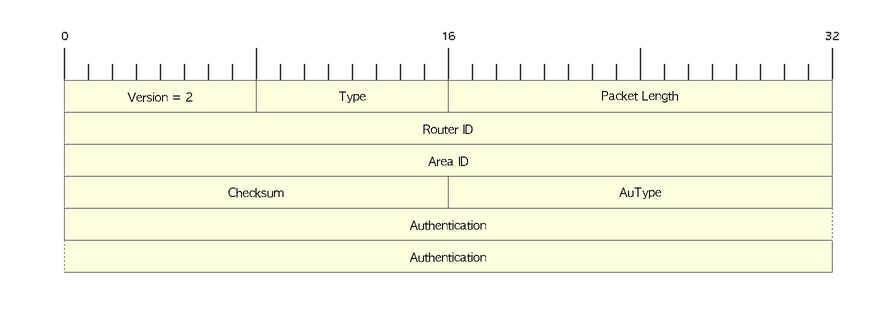 0 16 32
Version = 2 Type Packet Length
Router ID
Area ID
Checksum AuType
Authentication
Authentication